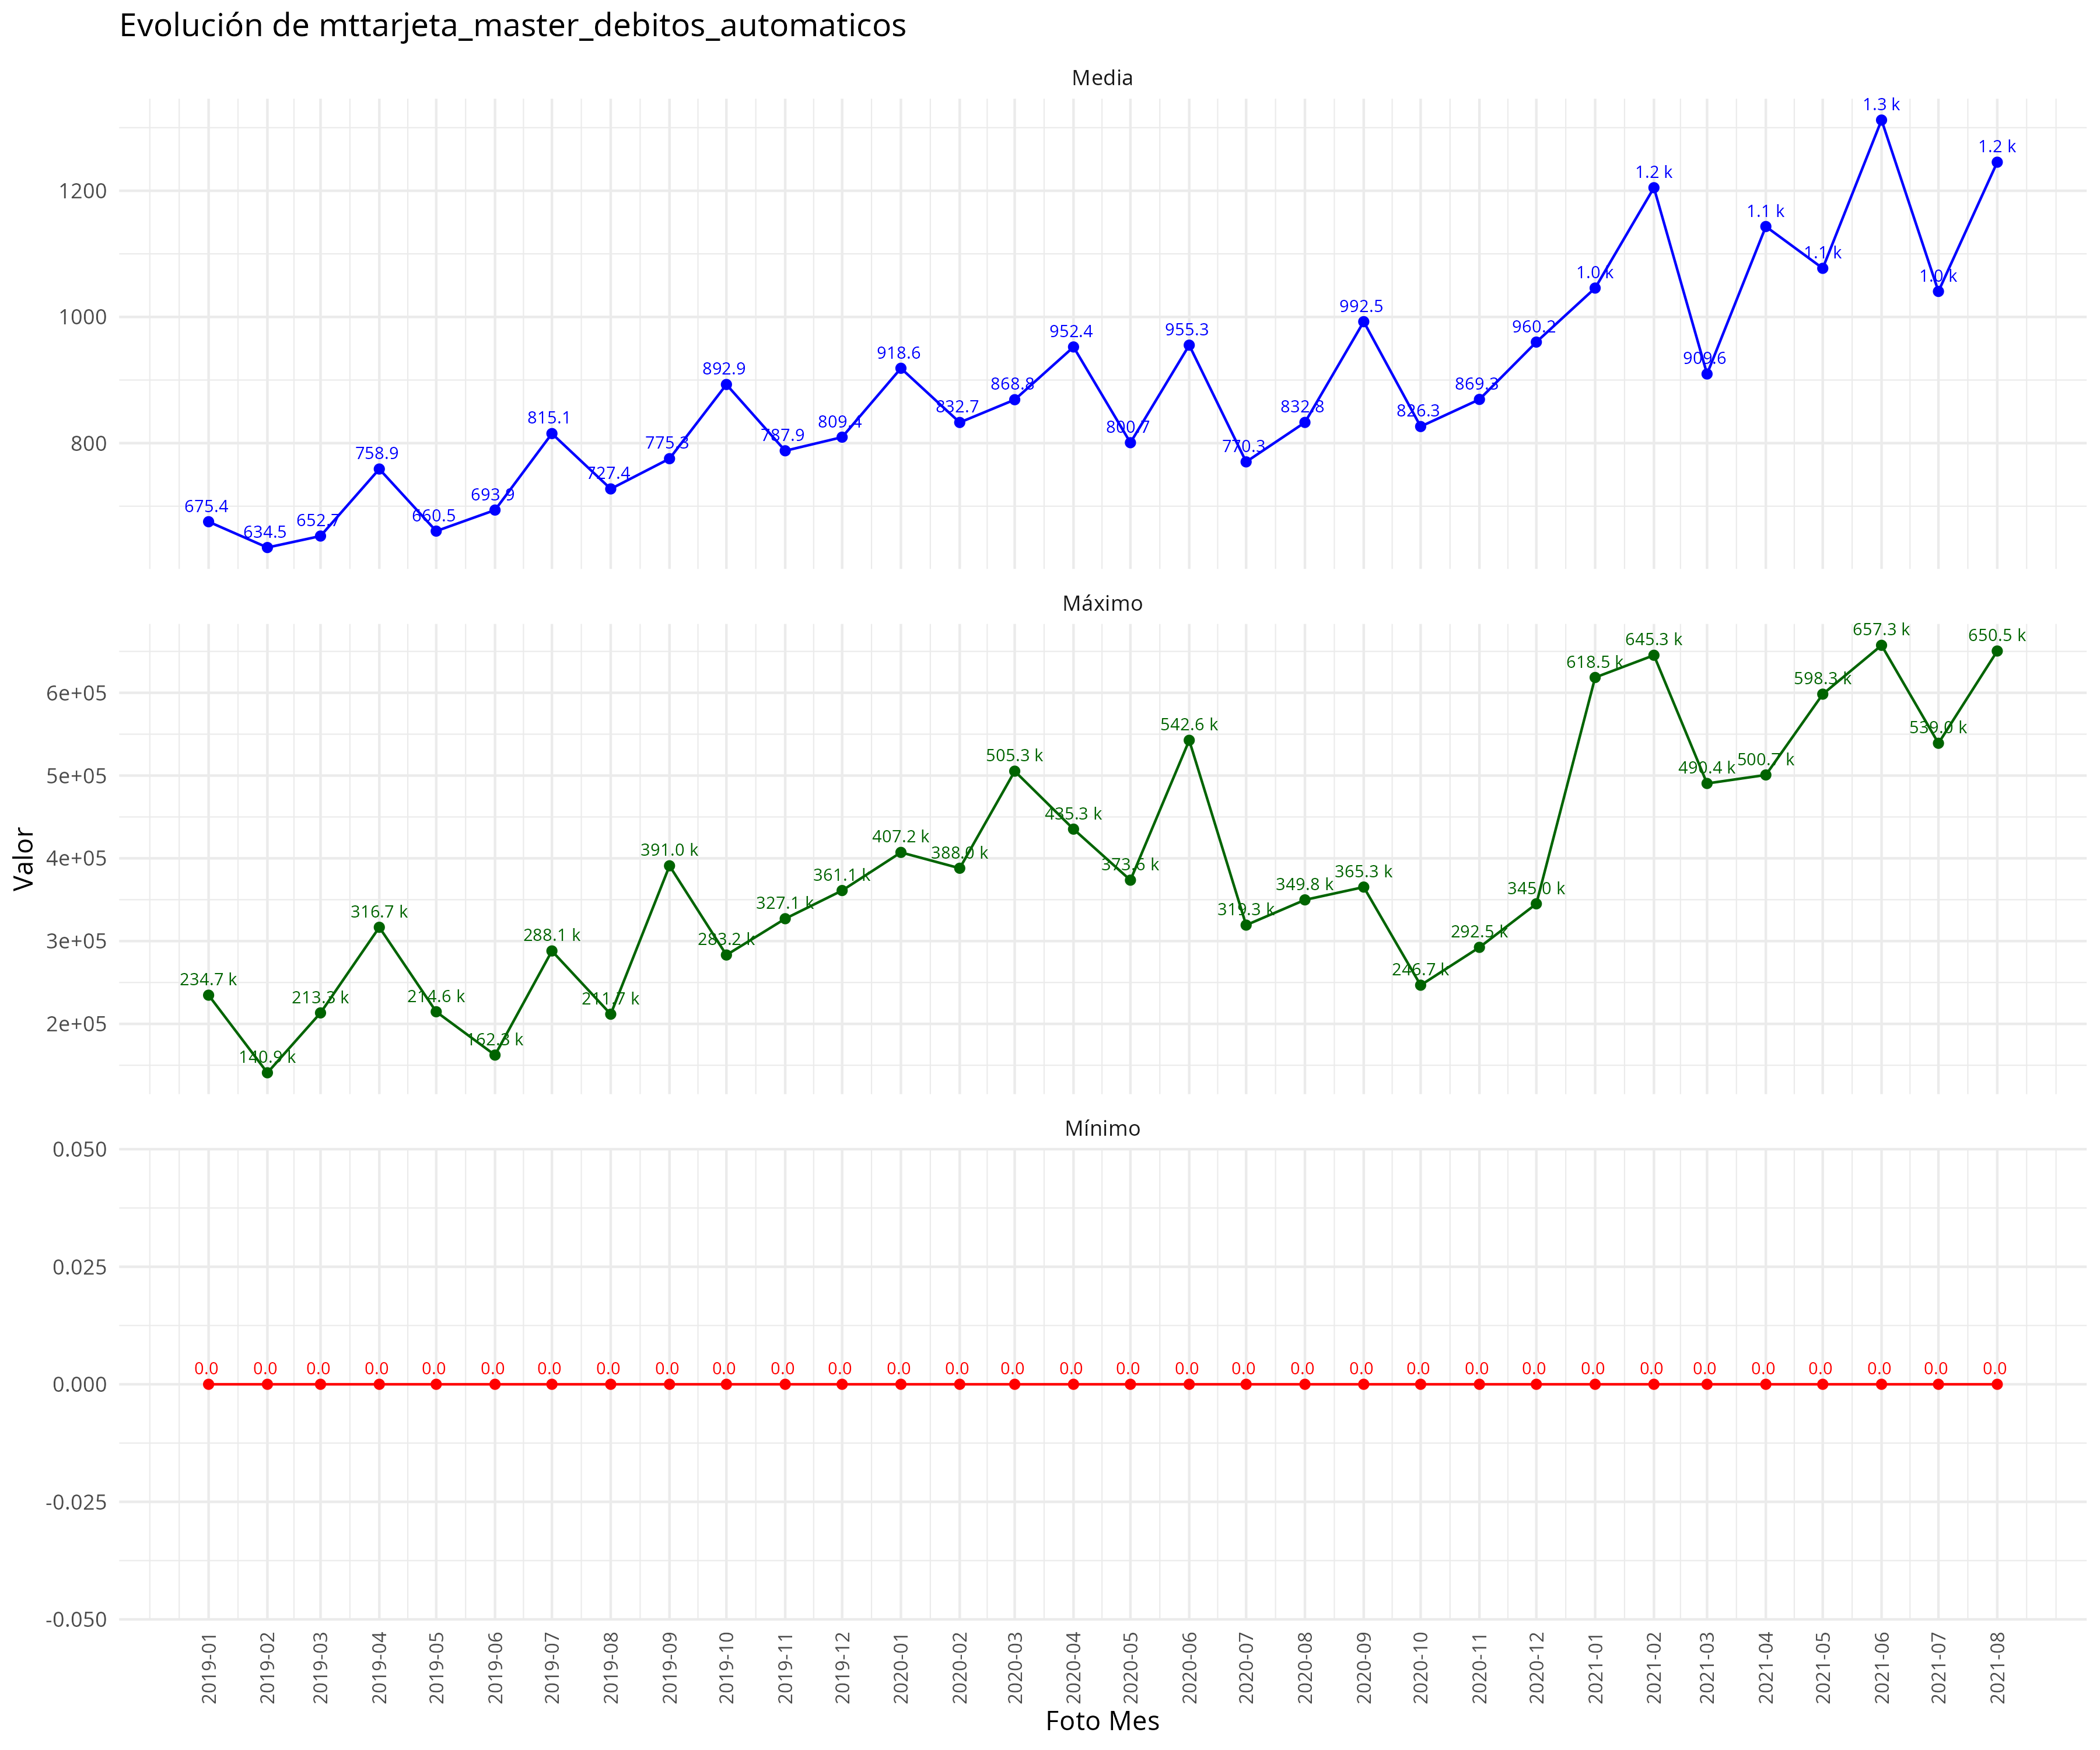 Evolución de mttarjeta_master_debitos_automaticos
Media
1200
1000
800
675.4 634.5 652.7 758.9 660.5 693.9 815.1 727.4 775.3 892.9 787.9 809.4 918.6 832.7 868.8 952.4 800.7 955.3 770.3 832.8 992.5 826.3 869.3 960.2 1.0 k 1.2 k 909.6 1.1 k 1.1 k 1.3 k 1.0 k 1.2 k
Máximo
6e+05
5e+05
4e+05
3e+05
2e+05
234.7 k 140.9 k 213.3 k 316.7 k 214.6 k 162.3 k 288.1 k 211.7 k 391.0 k 283.2 k 327.1 k 361.1 k 407.2 k 388.0 k 505.3 k 435.3 k 373.6 k 542.6 k 319.3 k 349.8 k 365.3 k 246.7 k 292.5 k 345.0 k 618.5 k 645.3 k 490.4 k 500.7 k 598.3 k 657.3 k 539.0 k 650.5 k
Valor
Mínimo
0.050
0.025
0.000
-0.025
-0.050
0.0 0.0 0.0 0.0 0.0 0.0 0.0 0.0 0.0 0.0 0.0 0.0 0.0 0.0 0.0 0.0 0.0 0.0 0.0 0.0 0.0 0.0 0.0 0.0 0.0 0.0 0.0 0.0 0.0 0.0 0.0 0.0
2019-01 2019-02 2019-03 2019-04 2019-05 2019-06 2019-07 2019-08 2019-09 2019-10 2019-11 2019-12 2020-01 2020-02 2020-03 2020-04 2020-05 2020-06 2020-07 2020-08 2020-09 2020-10 2020-11 2020-12 2021-01 2021-02 2021-03 2021-04 2021-05 2021-06 2021-07 2021-08
Foto Mes